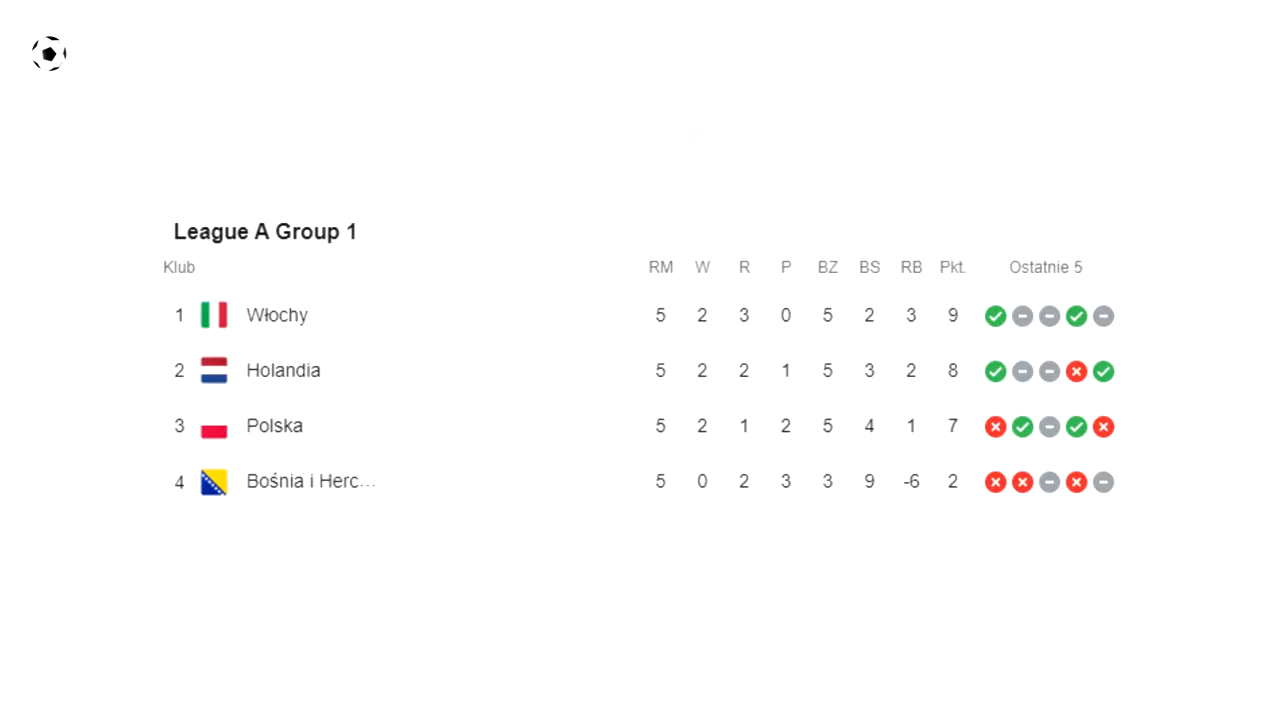 League A Group 1
Klub RM W R P BZ BS RB Pkt. Ostatnie 5
1 Włochy 5 2 3 0 5 2 3 9
2 Holandia 5 2 2 1 5 3 2 8
3 Polska 5 2 1 2 5 4 1 7
4 Bośnia i Herc... 5 0 2 3 3 9 -6 2